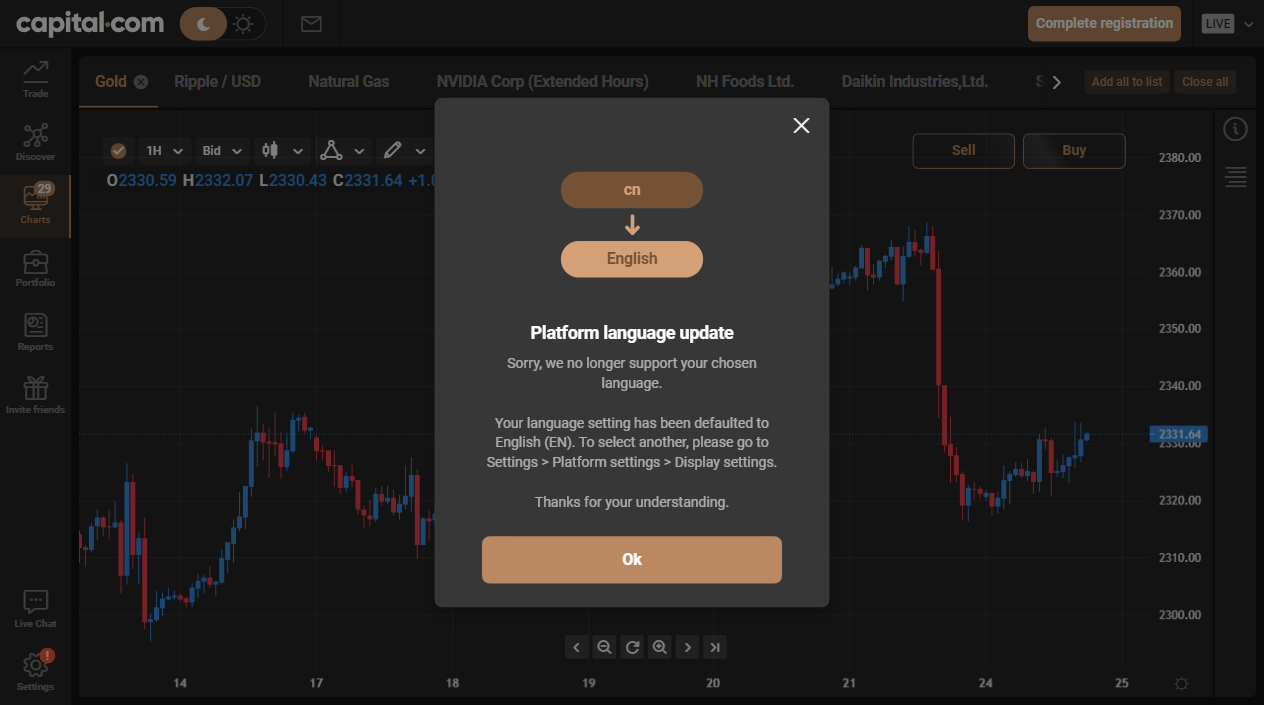 capital.com
Complete registration
LIVE
Gold
Ripple / USD
Natural Gas
NVIDIA Corp (Extended Hours)
NH Foods Ltd.
Daikin Industries,Ltd.
Add all to list
Close all
Trade
Discover
29
Charts
Portfolio
Reports
Invite friends
Live Chat
!
Settings
1H
Bid
O2330.59 H2332.07 L2330.43 C2331.64
Sell
Buy
cn
English
Platform language update
Sorry, we no longer support your chosen
language.
Your language setting has been defaulted to
English (EN). To select another, please go to
Settings > Platform settings > Display settings.
Thanks for your understanding.
Ok
2380.00
2370.00
2360.00
2350.00
2340.00
2331.64
2330.00
2320.00
2310.00
2300.00
14
17
18
19
20
21
24
25